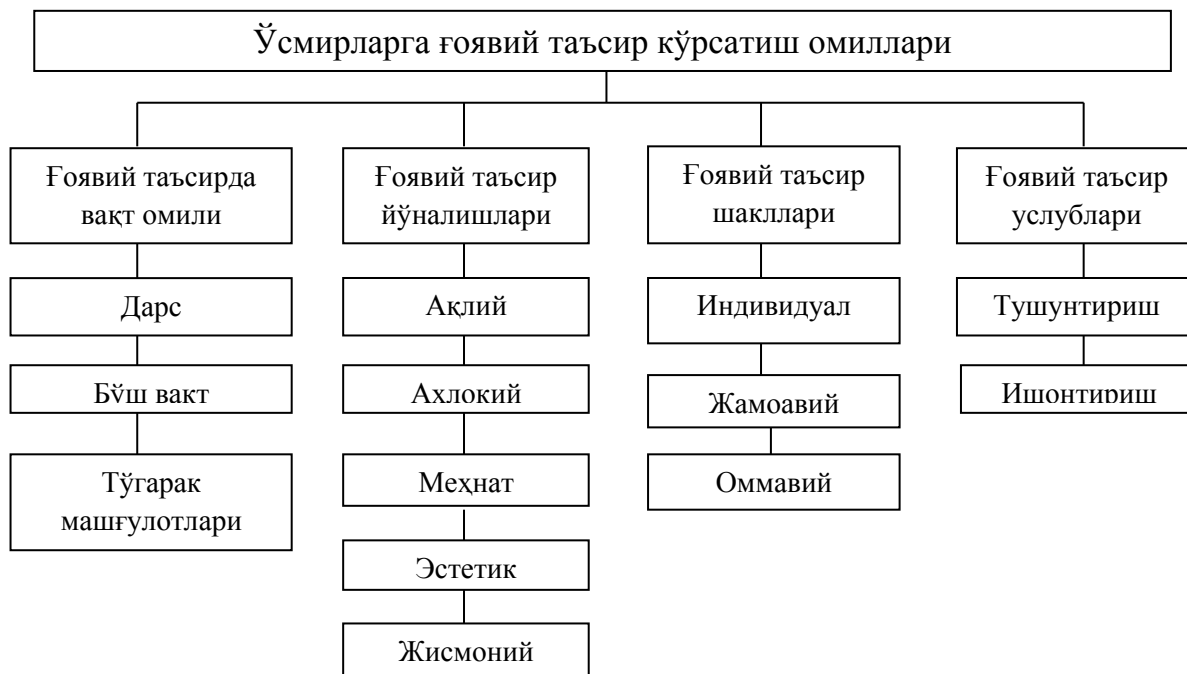 Ўсмирларга ғоявий таъсир кўрсатиш омиллари
Ғоявий таъсирда
вақт омили
Дарс
Бўш вақт
Тўгарак
машғулотлари
Ғоявий таъсир
йўналишлари
Ақлий
Ахлоқий
Меҳнат
Эстетик
Жисмоний
Ғоявий таъсир
шакллари
Индивидуал
Жамоавий
Оммавий
Ғоявий таъсир
услублари
Тушунтириш
Ишонтириш